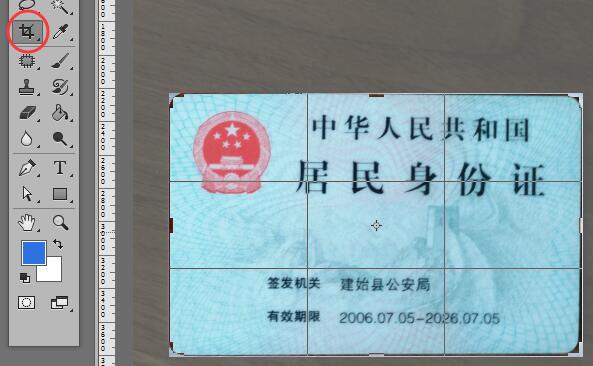 中华人民共和国
居民身份证
签发机关 建始县公安局
有效期限 2006.07.05-2026.07.05
T